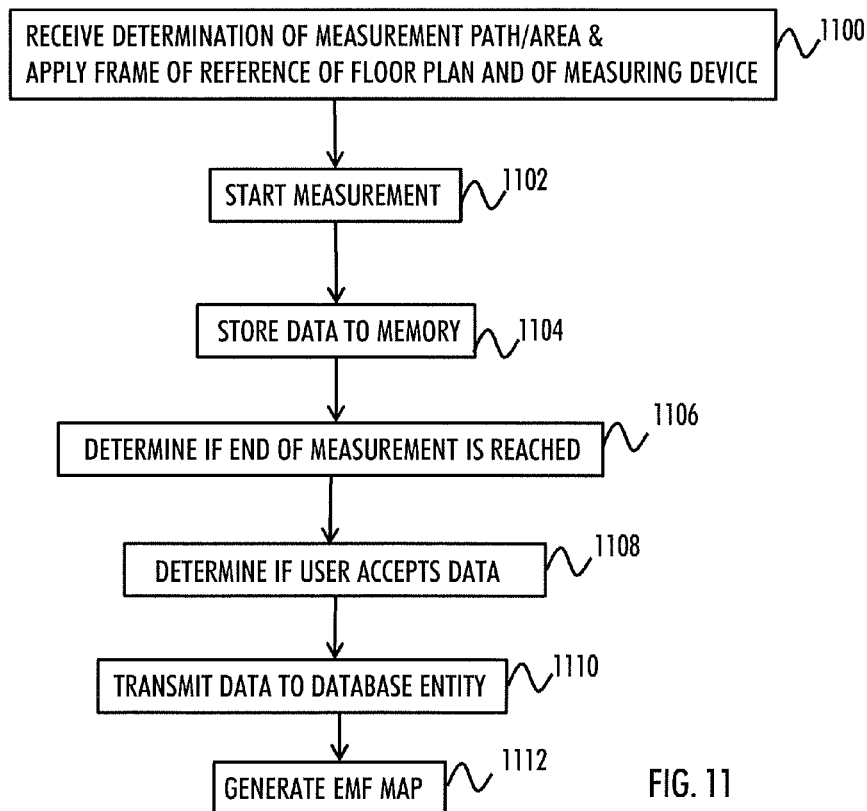 RECEIVE DETERMINATION OF MEASUREMENT PATH/AREA &
APPLY FRAME OF REFERENCE OF FLOOR PLAN AND OF MEASURING DEVICE
1100
START MEASUREMENT
1102
STORE DATA TO MEMORY
1104
DETERMINE IF END OF MEASUREMENT IS REACHED
1106
DETERMINE IF USER ACCEPTS DATA
1108
TRANSMIT DATA TO DATABASE ENTITY
1110
GENERATE EMF MAP
1112
FIG. 11